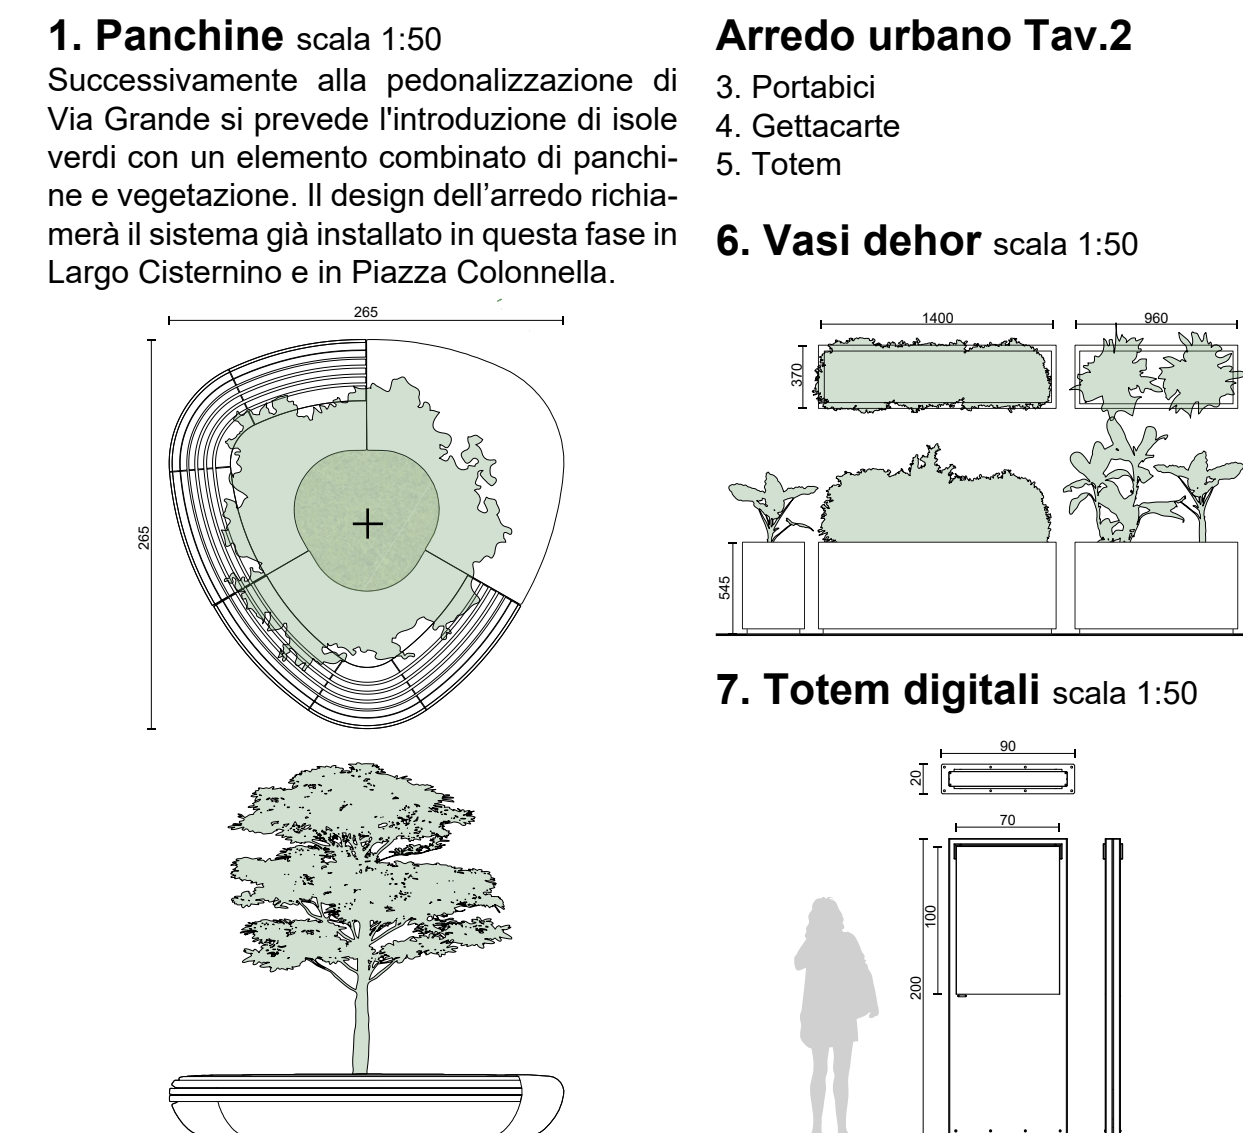 1. Panchine scala 1:50
Successivamente alla pedonalizzazione di
Via Grande si prevede l'introduzione di isole
verdi con un elemento combinato di panchi-
ne e vegetazione. Il design dell’arredo richia-
merà il sistema già installato in questa fase in
Largo Cisternino e in Piazza Colonnella.
265
265
Arredo urbano Tav.2
3. Portabici
4. Gettacarte
5. Totem
6. Vasi dehor scala 1:50
1400
960
370
545
7. Totem digitali scala 1:50
90
20
70
100
200